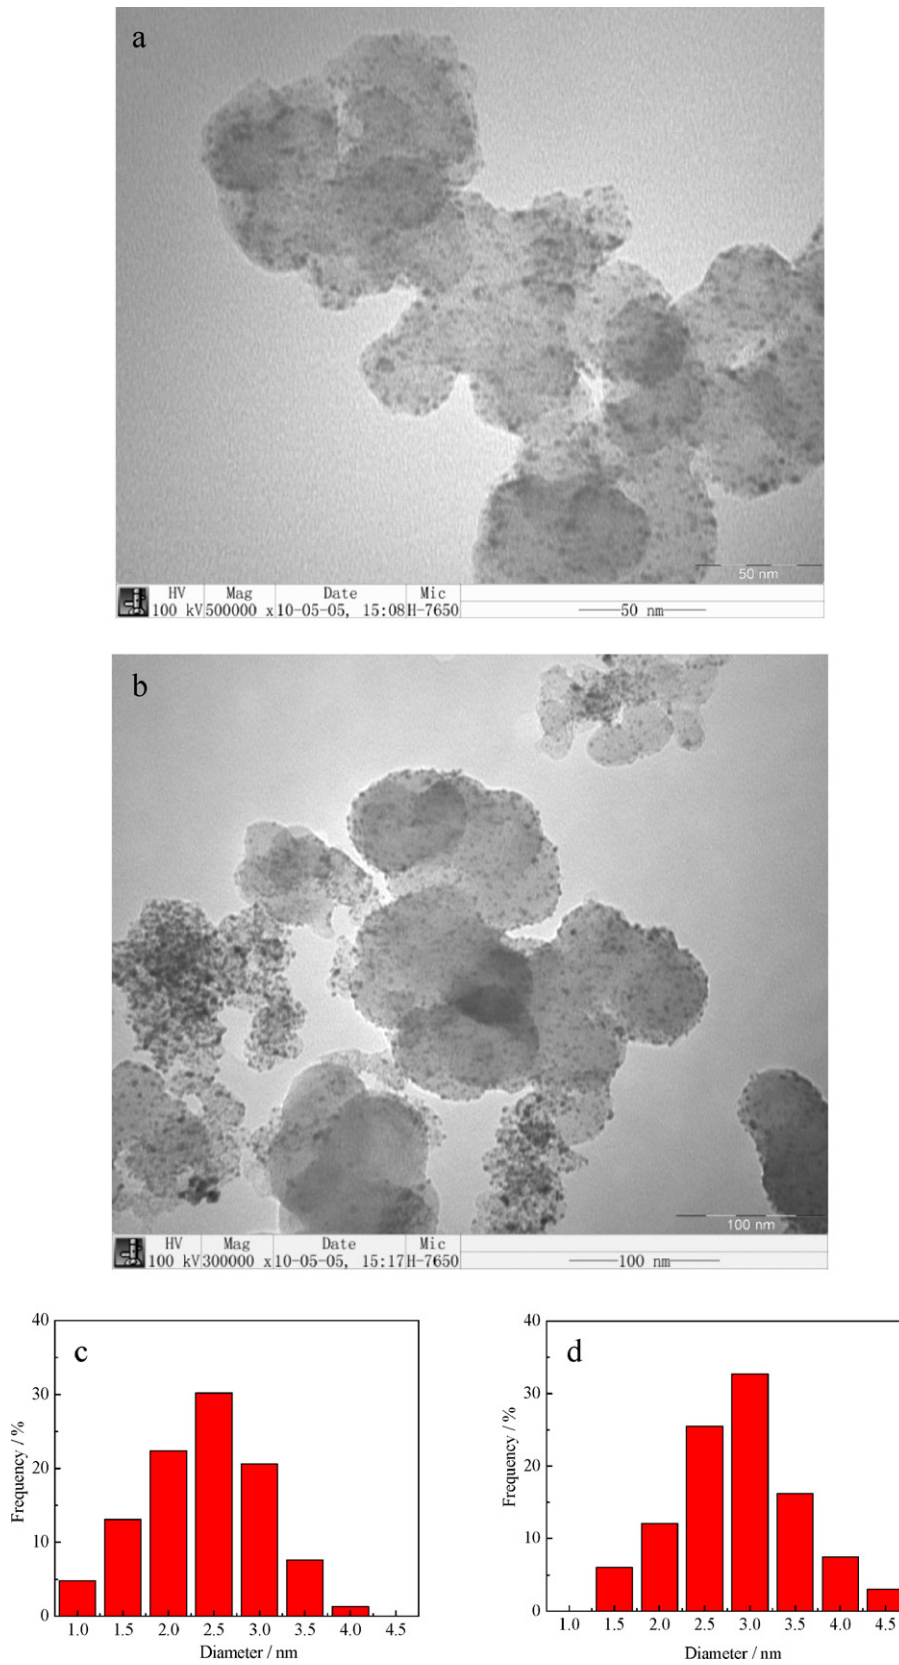 a
50 nm
HV Mag Date Mic
100 kV 500000 x 10-05-05, 15:08 H-7650 50 nm
b
100 nm
HV Mag Date Mic
100 kV 300000 x 10-05-05, 15:17 H-7650 100 nm
c
40
30
20
10
0
Frequency / %
1.0 1.5 2.0 2.5 3.0 3.5 4.0 4.5
Diameter / nm
d
40
30
20
10
0
Frequency / %
1.0 1.5 2.0 2.5 3.0 3.5 4.0 4.5
Diameter / nm